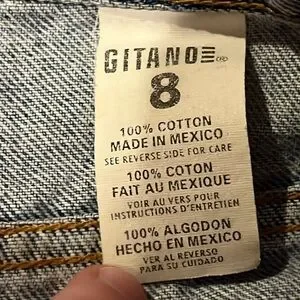 GITANO ®
8
100% COTTON
MADE IN MEXICO
SEE REVERSE SIDE FOR CARE
100% COTON
FAIT AU MEXIQUE
VOIR AU VERS POUR
INSTRUCTIONS D'ENTRETIEN
100% ALGODON
HECHO EN MEXICO
VER AL REVERSO
PARA SU CUIDADO